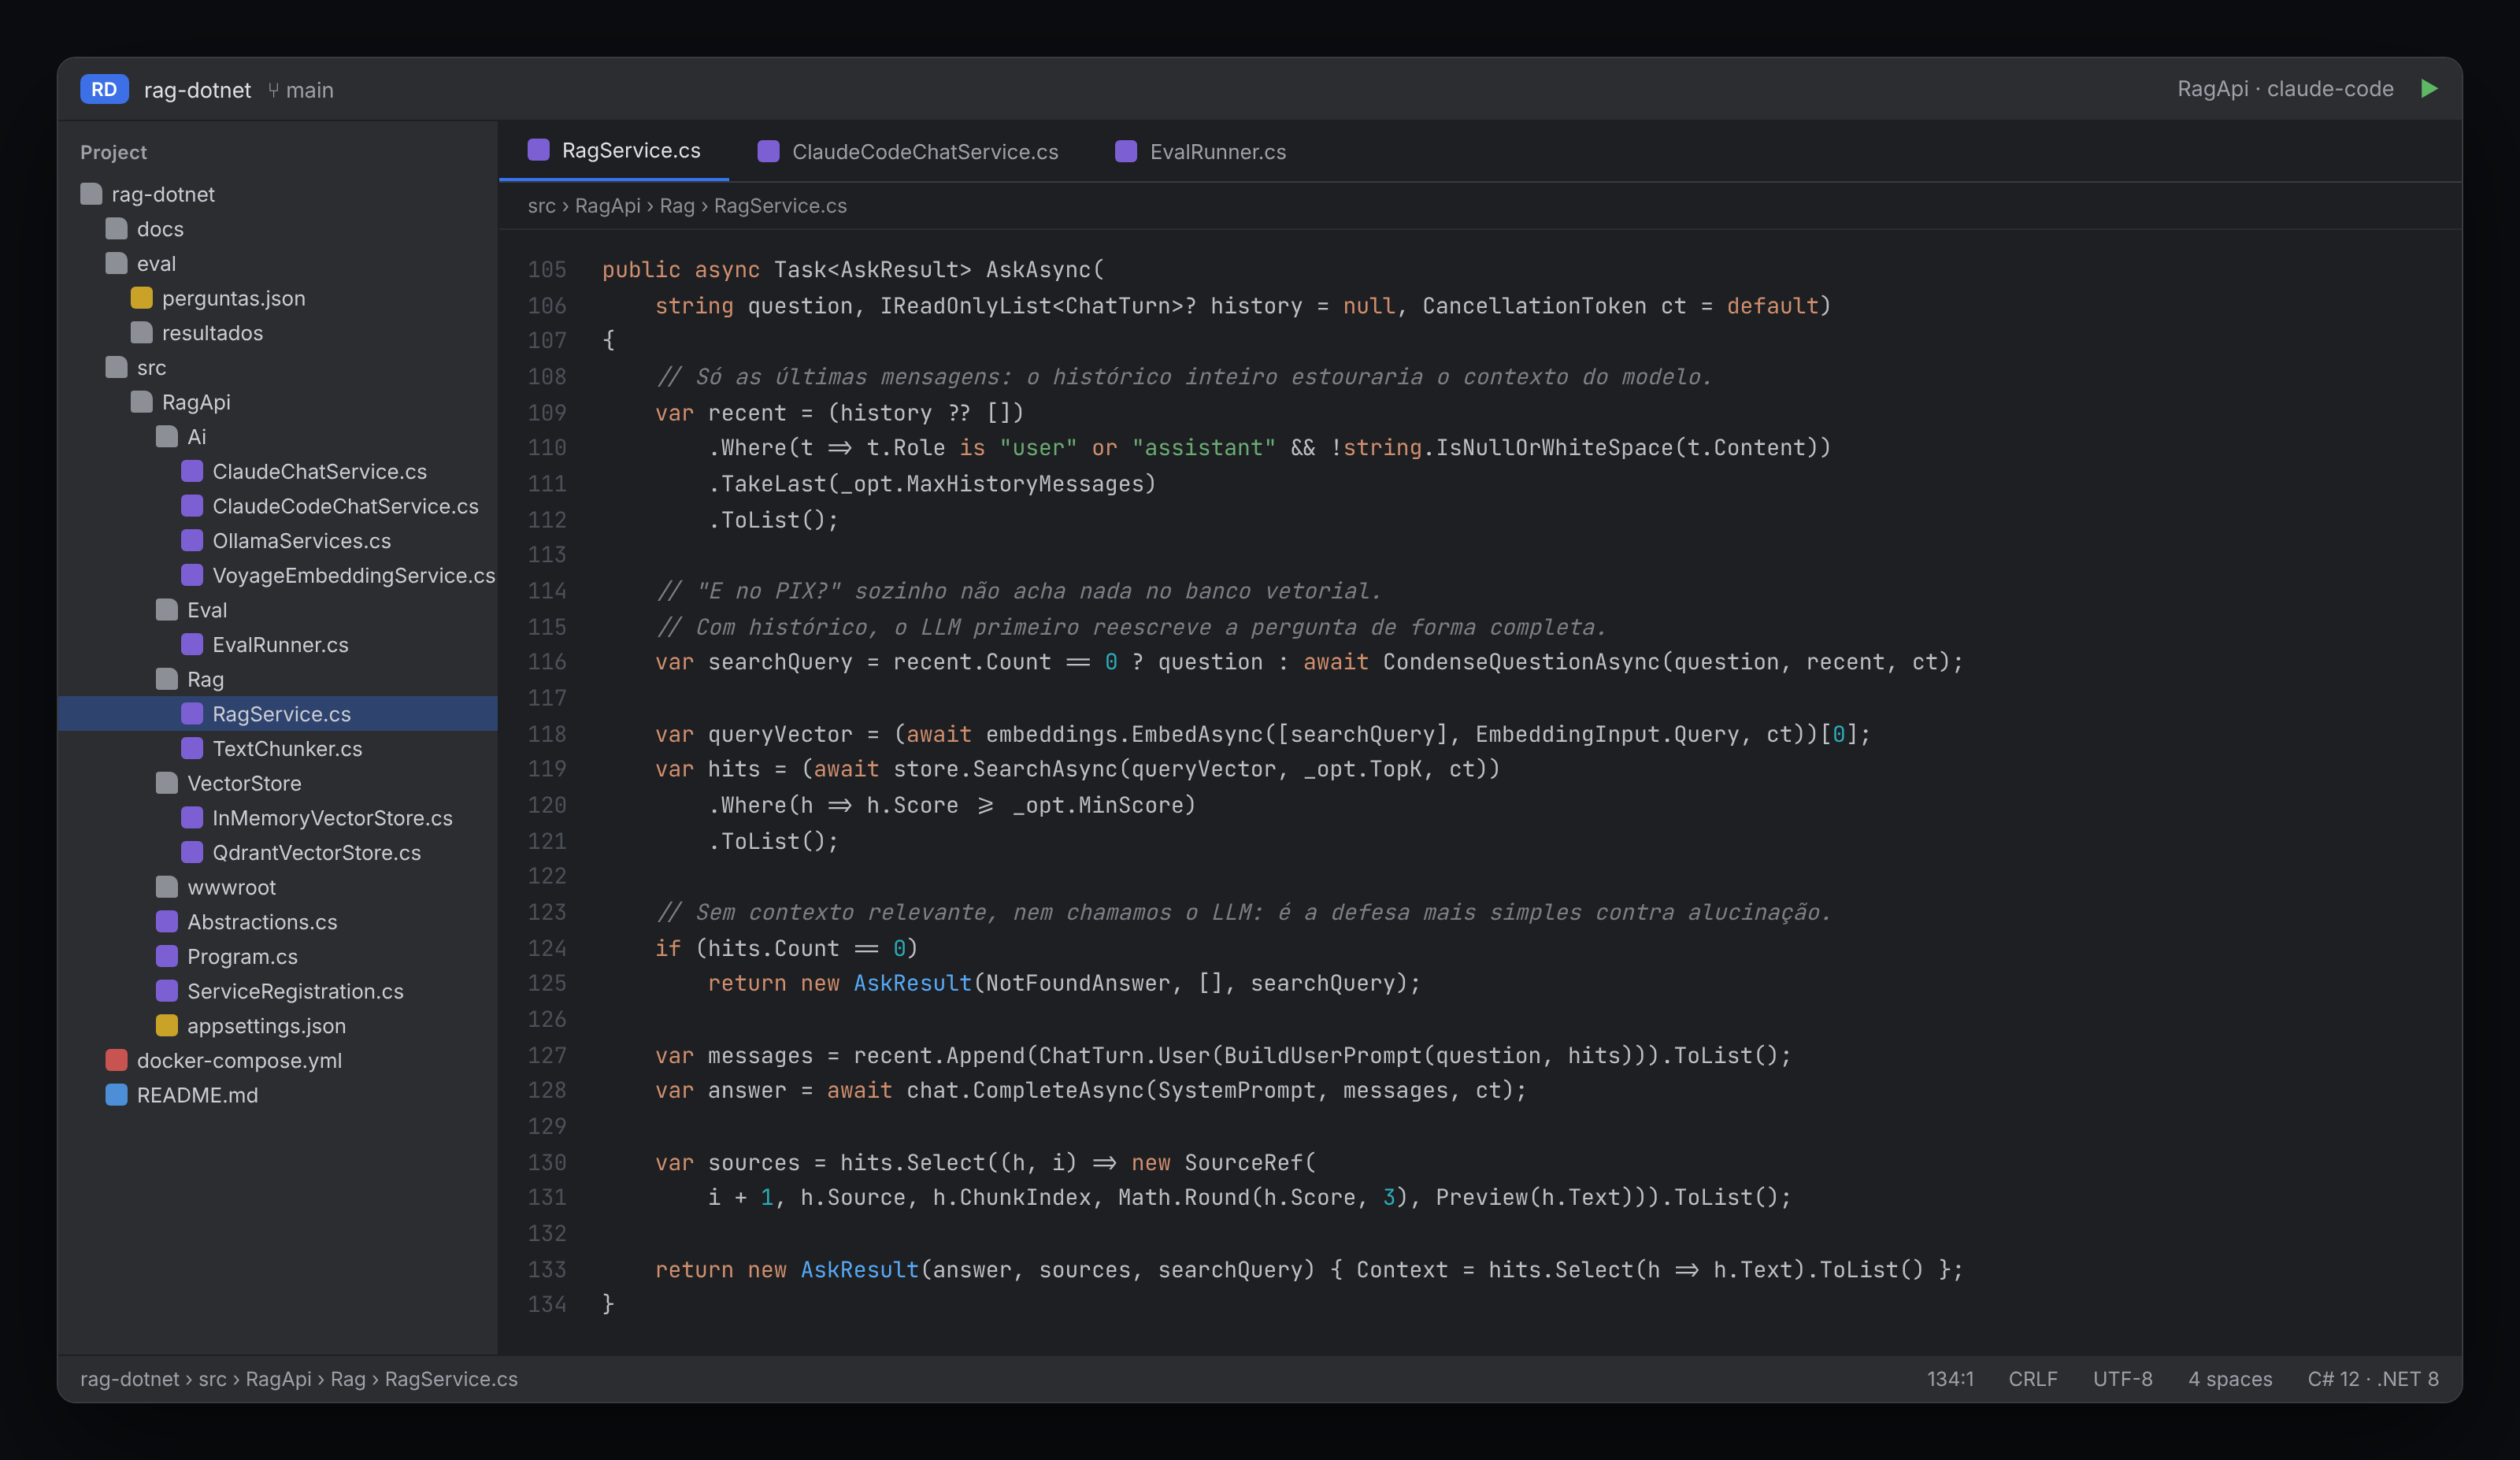 RD rag-dotnet main
RagApi · claude-code
Project
rag-dotnet
docs
eval
perguntas.json
resultados
src
RagApi
Ai
ClaudeChatService.cs
ClaudeCodeChatService.cs
OllamaServices.cs
VoyageEmbeddingService.cs
Eval
EvalRunner.cs
Rag
RagService.cs
TextChunker.cs
VectorStore
InMemoryVectorStore.cs
QdrantVectorStore.cs
wwwroot
Abstractions.cs
Program.cs
ServiceRegistration.cs
appsettings.json
docker-compose.yml
README.md
RagService.cs ClaudeCodeChatService.cs EvalRunner.cs
src › RagApi › Rag › RagService.cs
105 public async Task<AskResult> AskAsync(
106     string question, IReadOnlyList<ChatTurn>? history = null, CancellationToken ct = default)
107 {
108     // Só as últimas mensagens: o histórico inteiro estouraria o contexto do modelo.
109     var recent = (history ?? [])
110         .Where(t => t.Role is "user" or "assistant" && !string.IsNullOrWhiteSpace(t.Content))
111         .TakeLast(_opt.MaxHistoryMessages)
112         .ToList();
113
114     // "E no PIX?" sozinho não acha nada no banco vetorial.
115     // Com histórico, o LLM primeiro reescreve a pergunta de forma completa.
116     var searchQuery = recent.Count == 0 ? question : await CondenseQuestionAsync(question, recent, ct);
117
118     var queryVector = (await embeddings.EmbedAsync([searchQuery], EmbeddingInput.Query, ct))[0];
119     var hits = (await store.SearchAsync(queryVector, _opt.TopK, ct))
120         .Where(h => h.Score >= _opt.MinScore)
121         .ToList();
122
123     // Sem contexto relevante, nem chamamos o LLM: é a defesa mais simples contra alucinação.
124     if (hits.Count == 0)
125         return new AskResult(NotFoundAnswer, [], searchQuery);
126
127     var messages = recent.Append(ChatTurn.User(BuildUserPrompt(question, hits))).ToList();
128     var answer = await chat.CompleteAsync(SystemPrompt, messages, ct);
129
130     var sources = hits.Select((h, i) => new SourceRef(
131         i + 1, h.Source, h.ChunkIndex, Math.Round(h.Score, 3), Preview(h.Text))).ToList();
132
133     return new AskResult(answer, sources, searchQuery) { Context = hits.Select(h => h.Text).ToList() };
134 }
rag-dotnet › src › RagApi › Rag › RagService.cs
134:1 CRLF UTF-8 4 spaces C# 12 · .NET 8